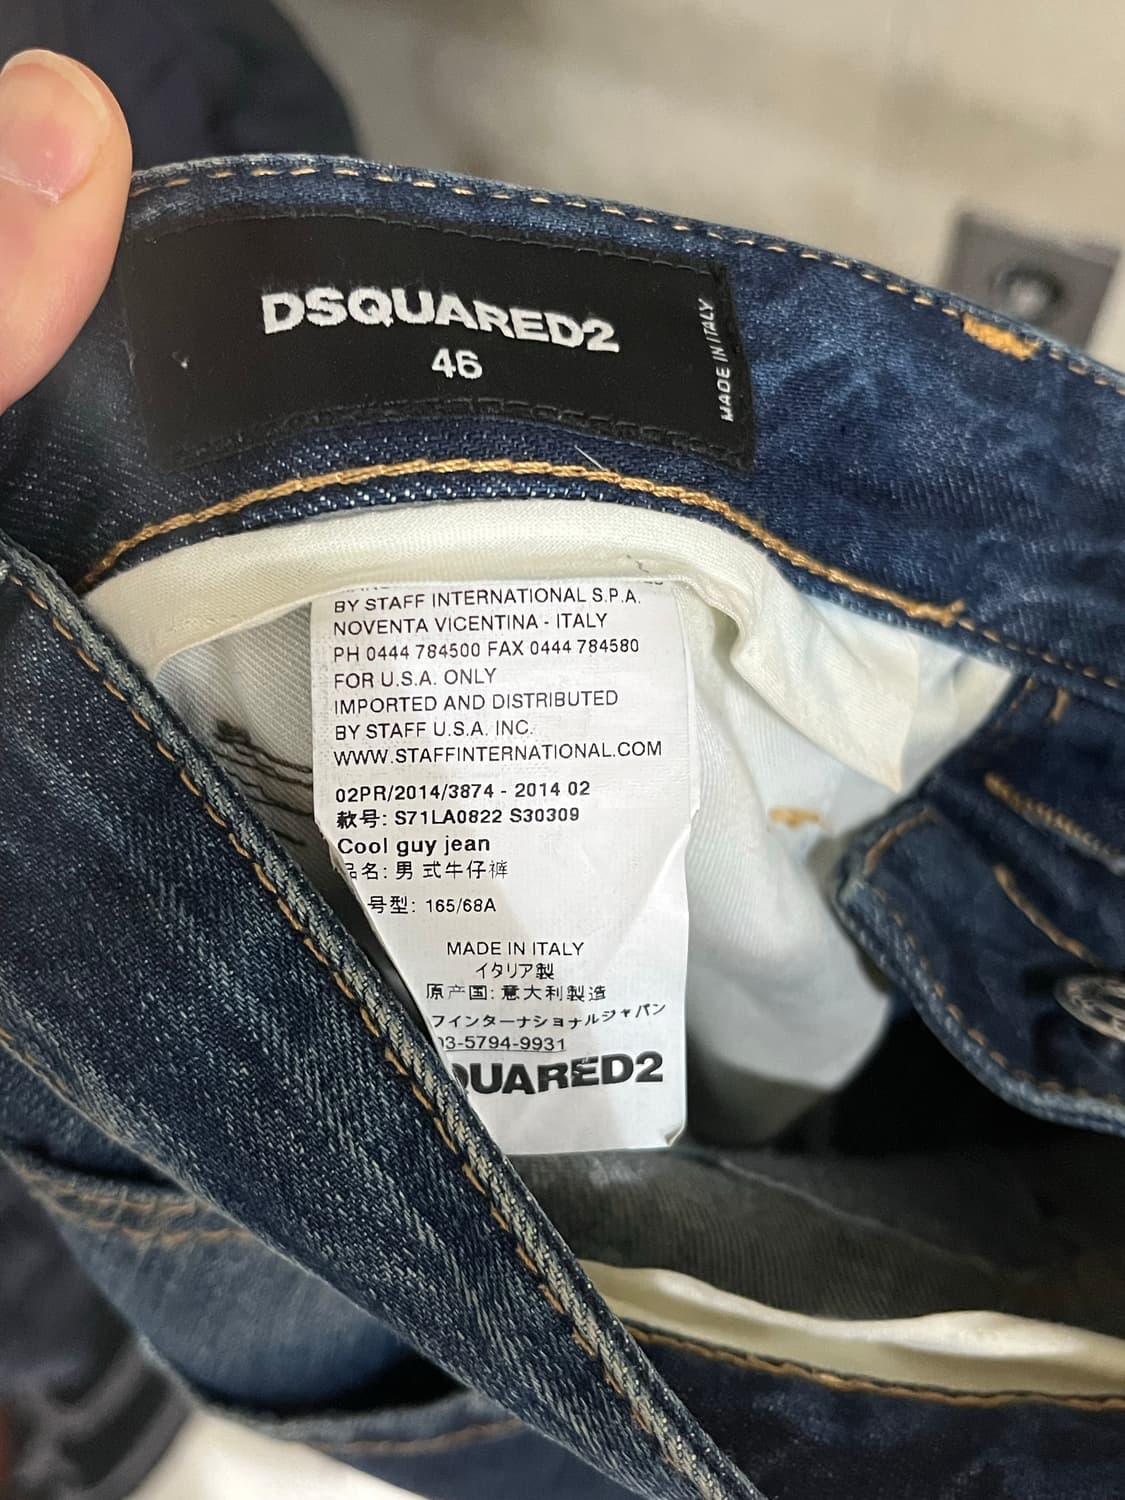 DSQUARED2
46
MADE IN ITALY
BY STAFF INTERNATIONAL S.P.A.
NOVENTA VICENTINA - ITALY
PH 0444 784500 FAX 0444 784580
FOR U.S.A. ONLY
IMPORTED AND DISTRIBUTED
BY STAFF U.S.A. INC.
WWW.STAFFINTERNATIONAL.COM
02PR/2014/3874 - 2014 02
款号: S71LA0822 S30309
Cool guy jean
品名: 男式牛仔裤
号型: 165/68A
MADE IN ITALY
イタリア製
原产国: 意大利製造
フインターナショナルジャパン
03-5794-9931
QUARED2